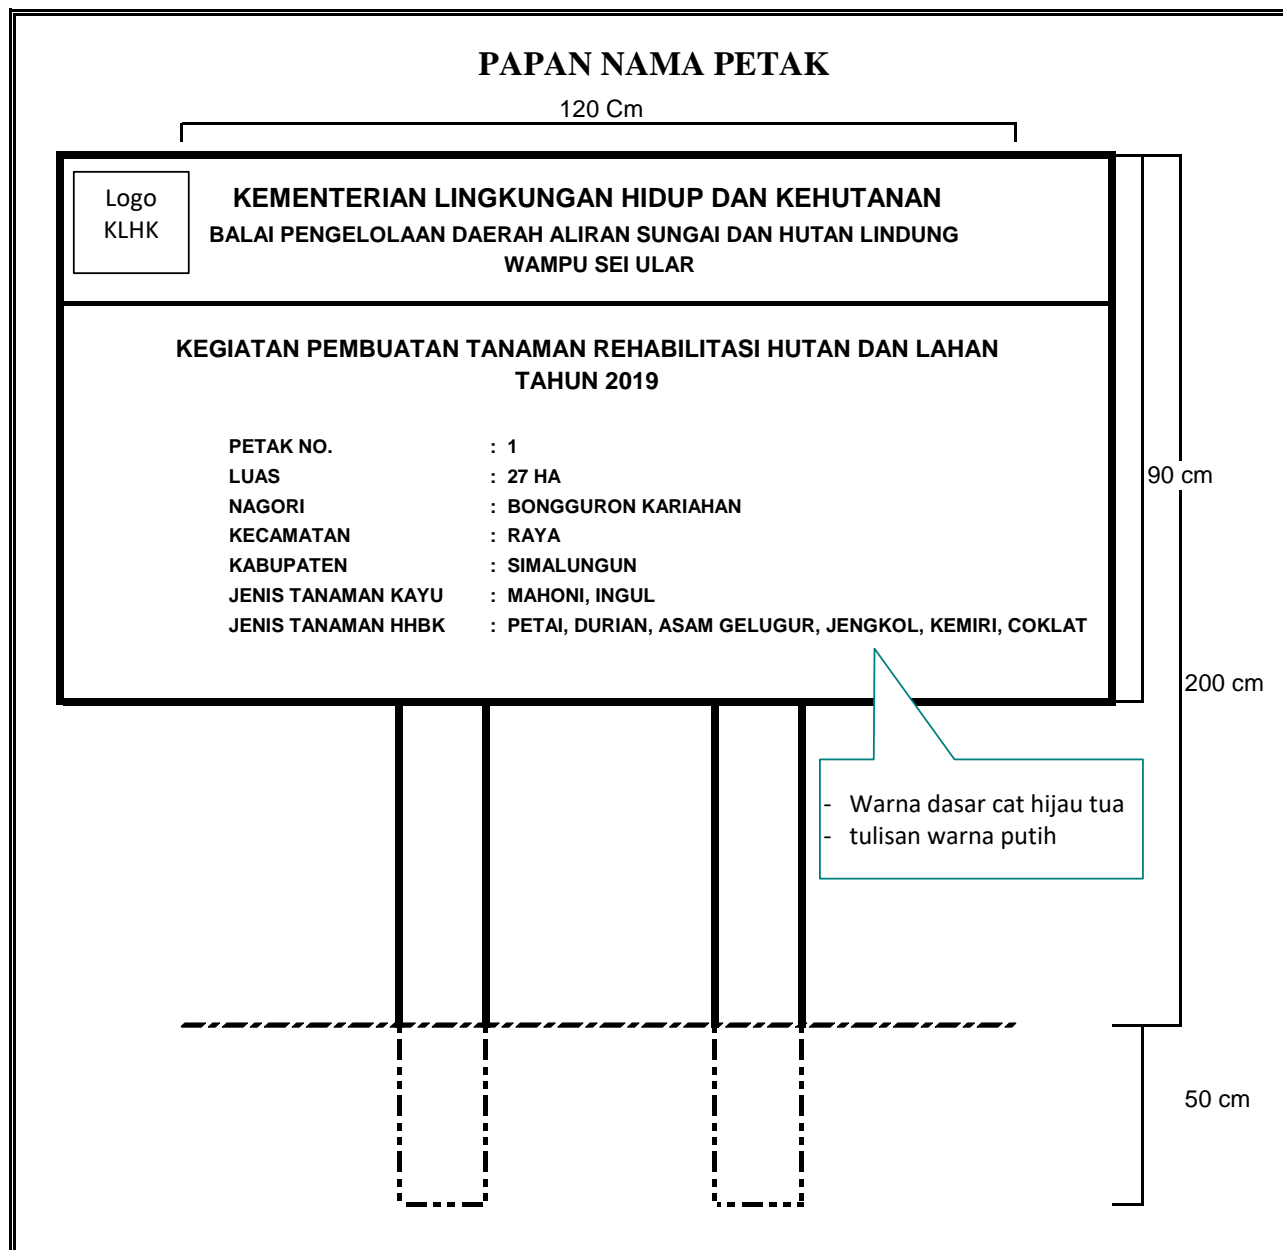 PAPAN NAMA PETAK
120 Cm
Logo
KLHK
KEMENTERIAN LINGKUNGAN HIDUP DAN KEHUTANAN
BALAI PENGELOLAAN DAERAH ALIRAN SUNGAI DAN HUTAN LINDUNG
WAMPU SEI ULAR
KEGIATAN PEMBUATAN TANAMAN REHABILITASI HUTAN DAN LAHAN
TAHUN 2019
PETAK NO. : 1
LUAS : 27 HA
NAGORI : BONGGURON KARIAHAN
KECAMATAN : RAYA
KABUPATEN : SIMALUNGUN
JENIS TANAMAN KAYU : MAHONI, INGUL
JENIS TANAMAN HHBK : PETAI, DURIAN, ASAM GELUGUR, JENGKOL, KEMIRI, COKLAT
90 cm
200 cm
- Warna dasar cat hijau tua
- tulisan warna putih
50 cm